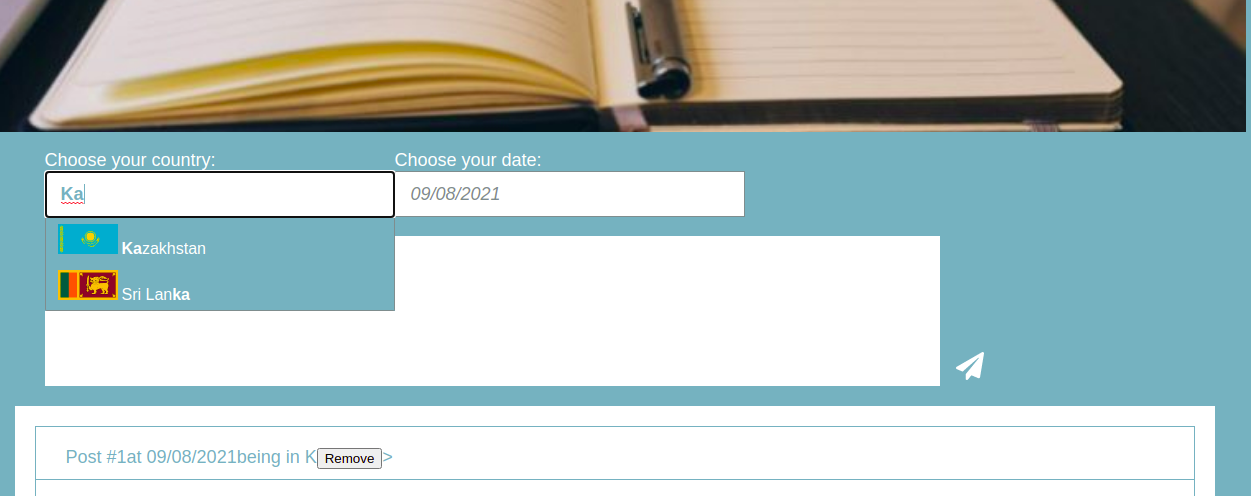 Choose your country: Choose your date:
Ka 09/08/2021
Kazakhstan
Sri Lanka
Post #1at 09/08/2021being in K Remove >